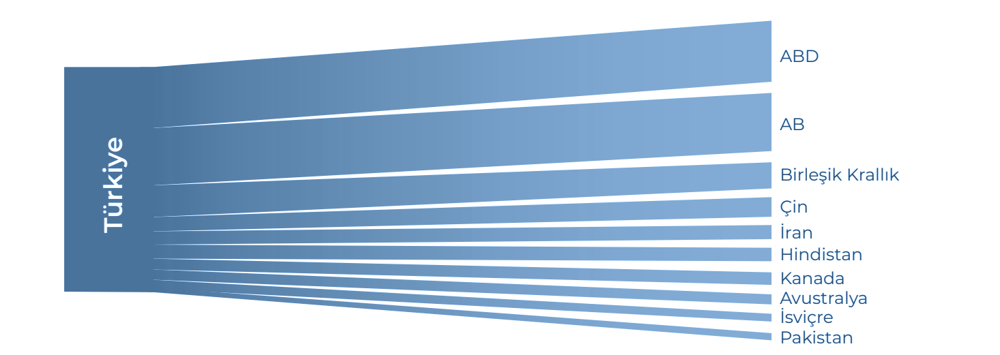 Türkiye
ABD
AB
Birleşik Krallık
Çin
İran
Hindistan
Kanada
Avustralya
İsviçre
Pakistan